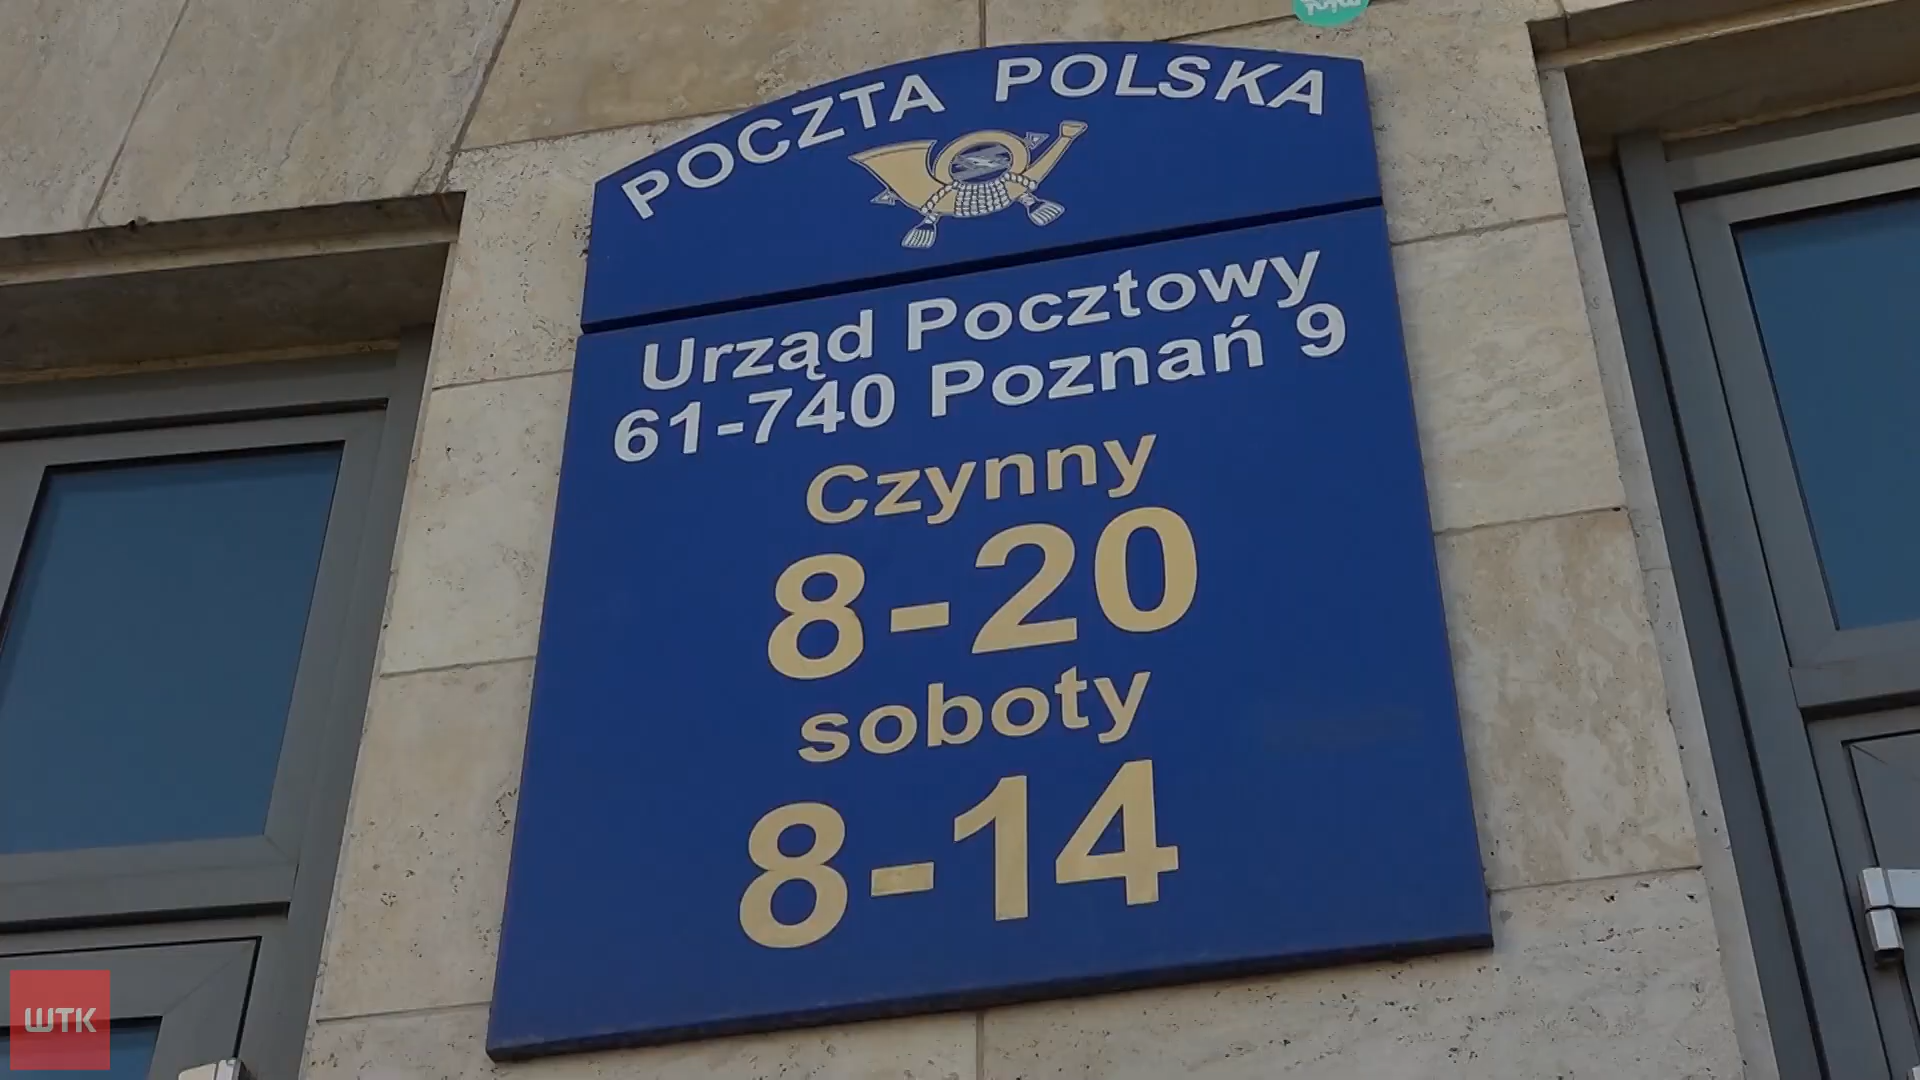 POCZTA POLSKA
Urząd Pocztowy
61-740 Poznań 9
Czynny
8-20
soboty
8-14
WTK